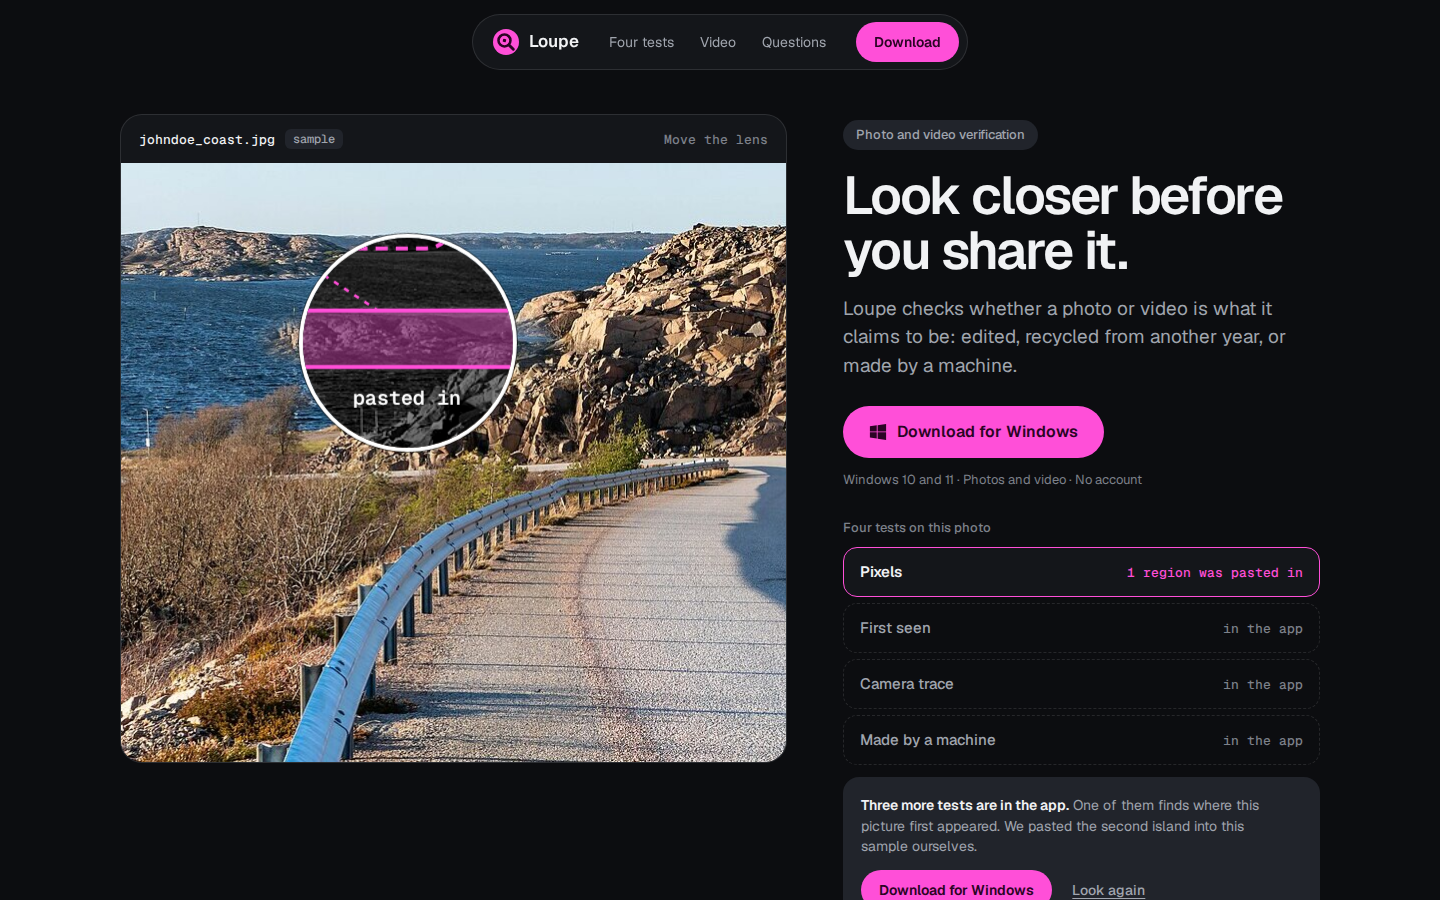 Loupe
Four tests
Video
Questions
Download
johndoe_coast.jpg
sample
Move the lens
pasted in
Photo and video verification
Look closer before
you share it.
Loupe checks whether a photo or video is what it
claims to be: edited, recycled from another year, or
made by a machine.
Download for Windows
Windows 10 and 11 · Photos and video · No account
Four tests on this photo
Pixels
1 region was pasted in
First seen
in the app
Camera trace
in the app
Made by a machine
in the app
Three more tests are in the app. One of them finds where this
picture first appeared. We pasted the second island into this
sample ourselves.
Download for Windows
Look again